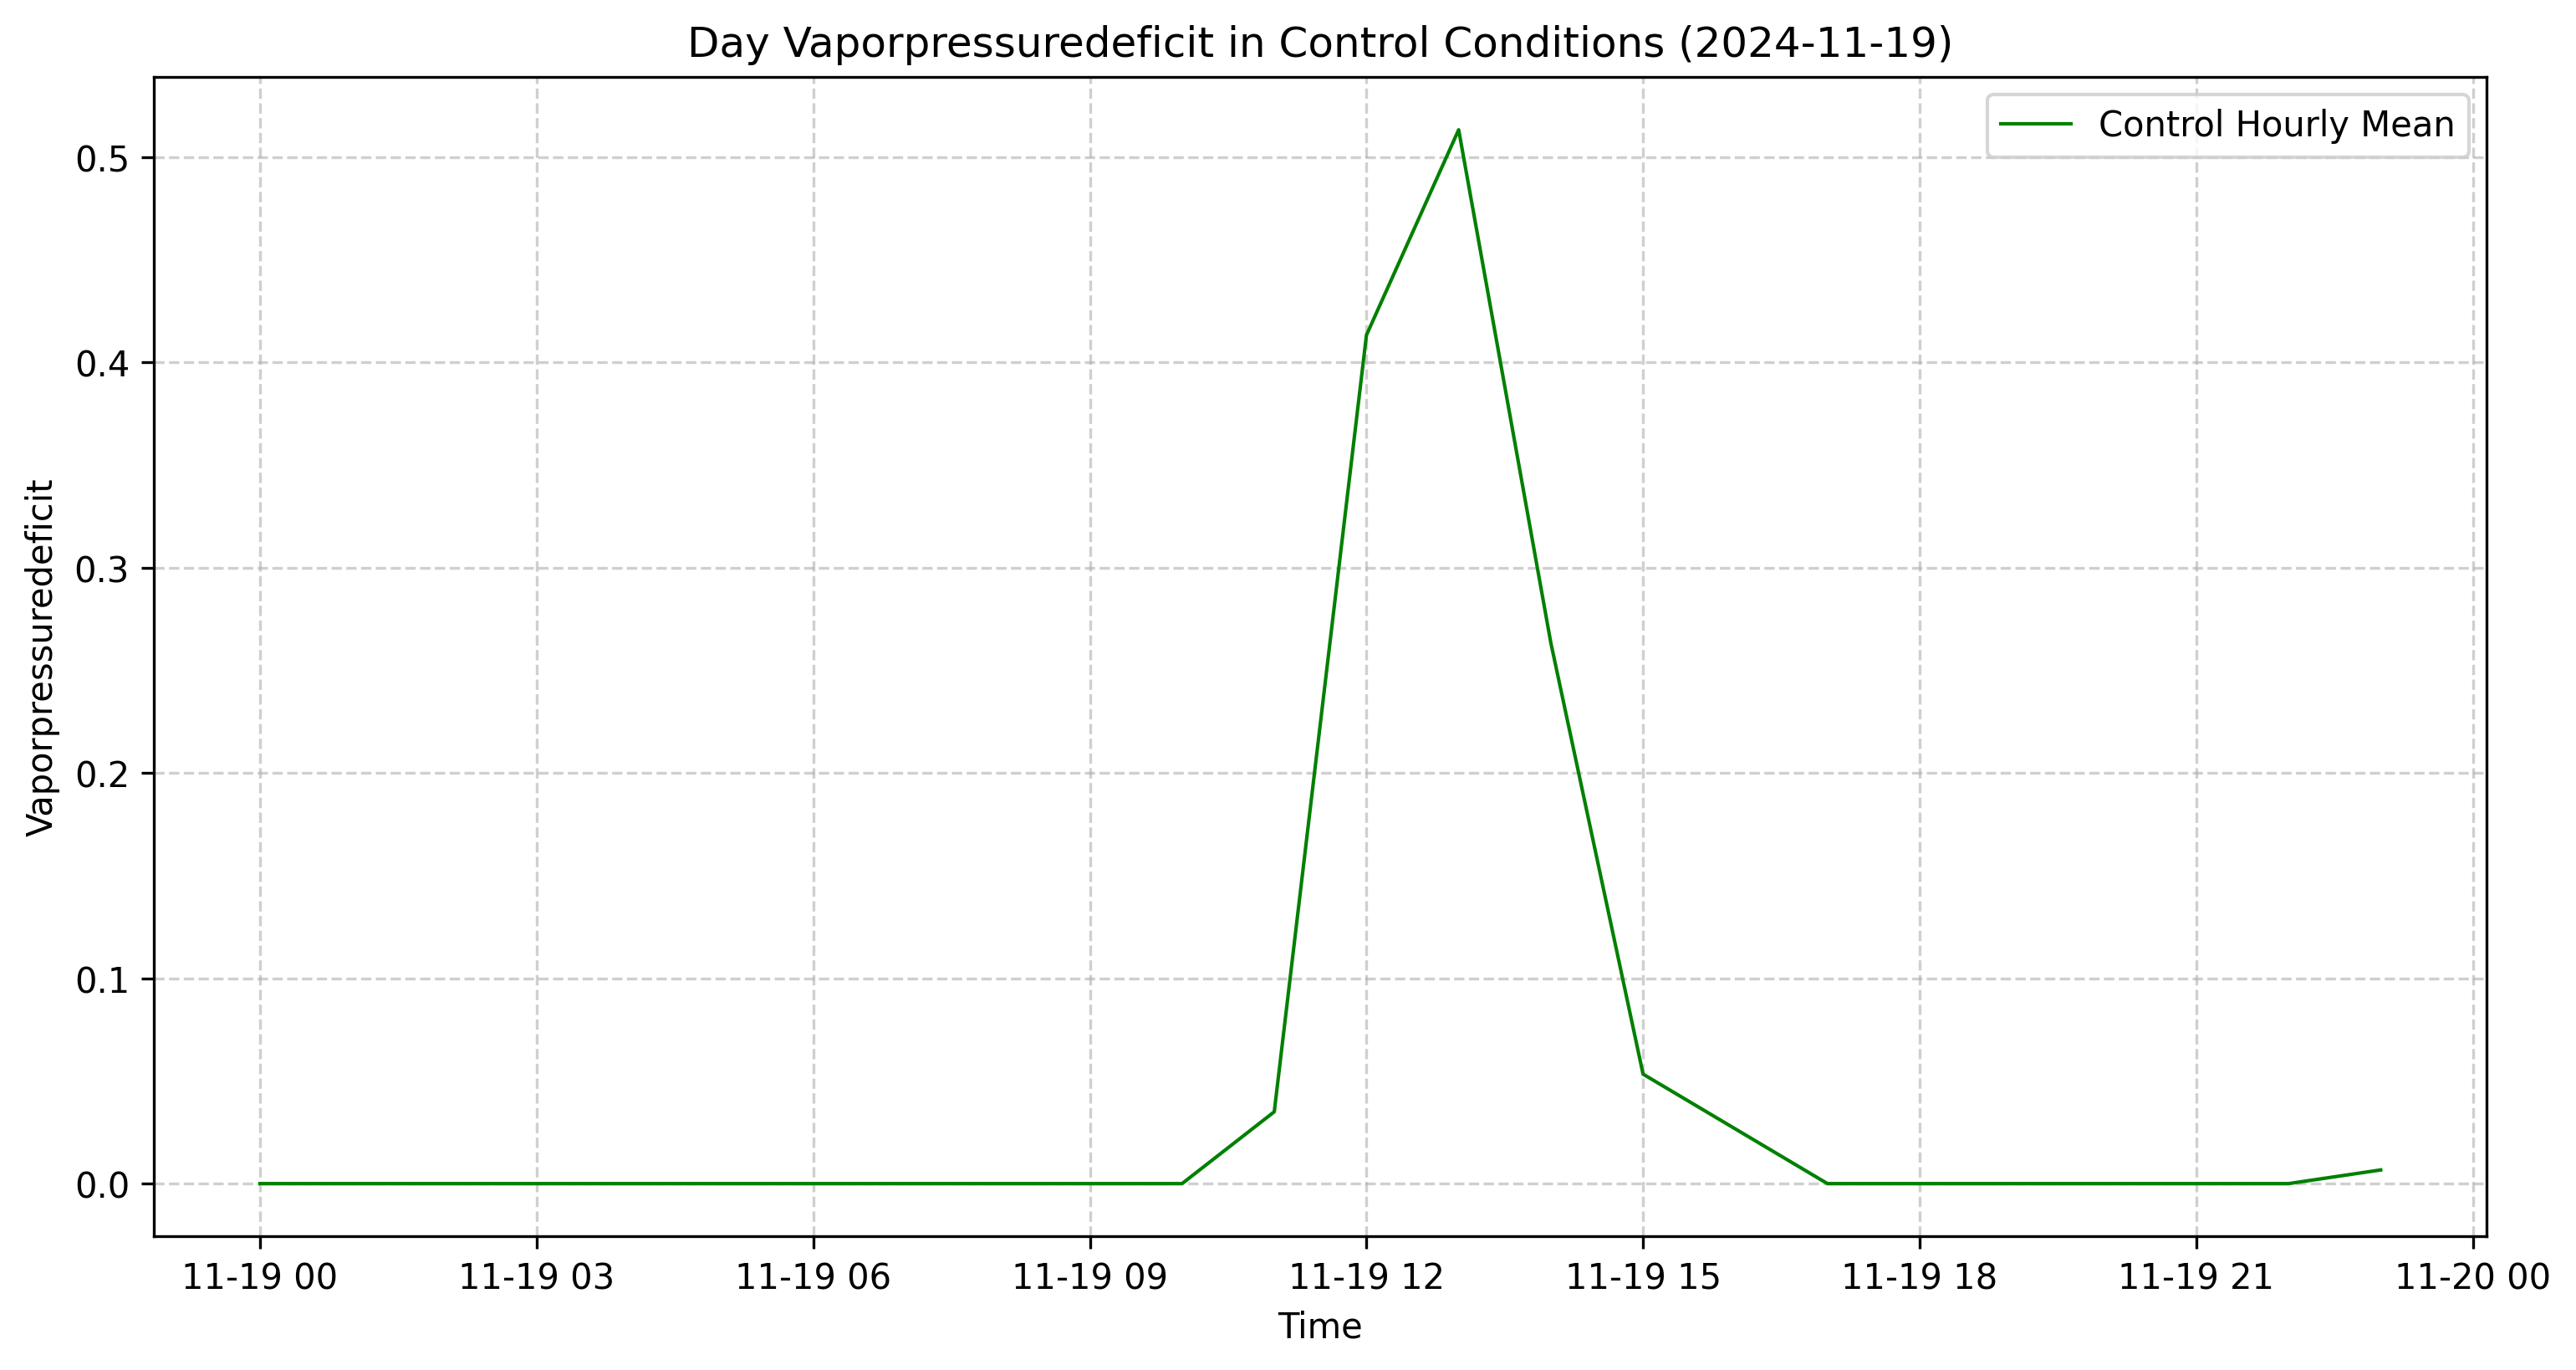 Day Vaporpressuredeficit in Control Conditions (2024-11-19)
Control Hourly Mean
Vaporpressuredeficit
0.5
0.4
0.3
0.2
0.1
0.0
11-19 00 11-19 03 11-19 06 11-19 09 11-19 12 11-19 15 11-19 18 11-19 21 11-20 00
Time